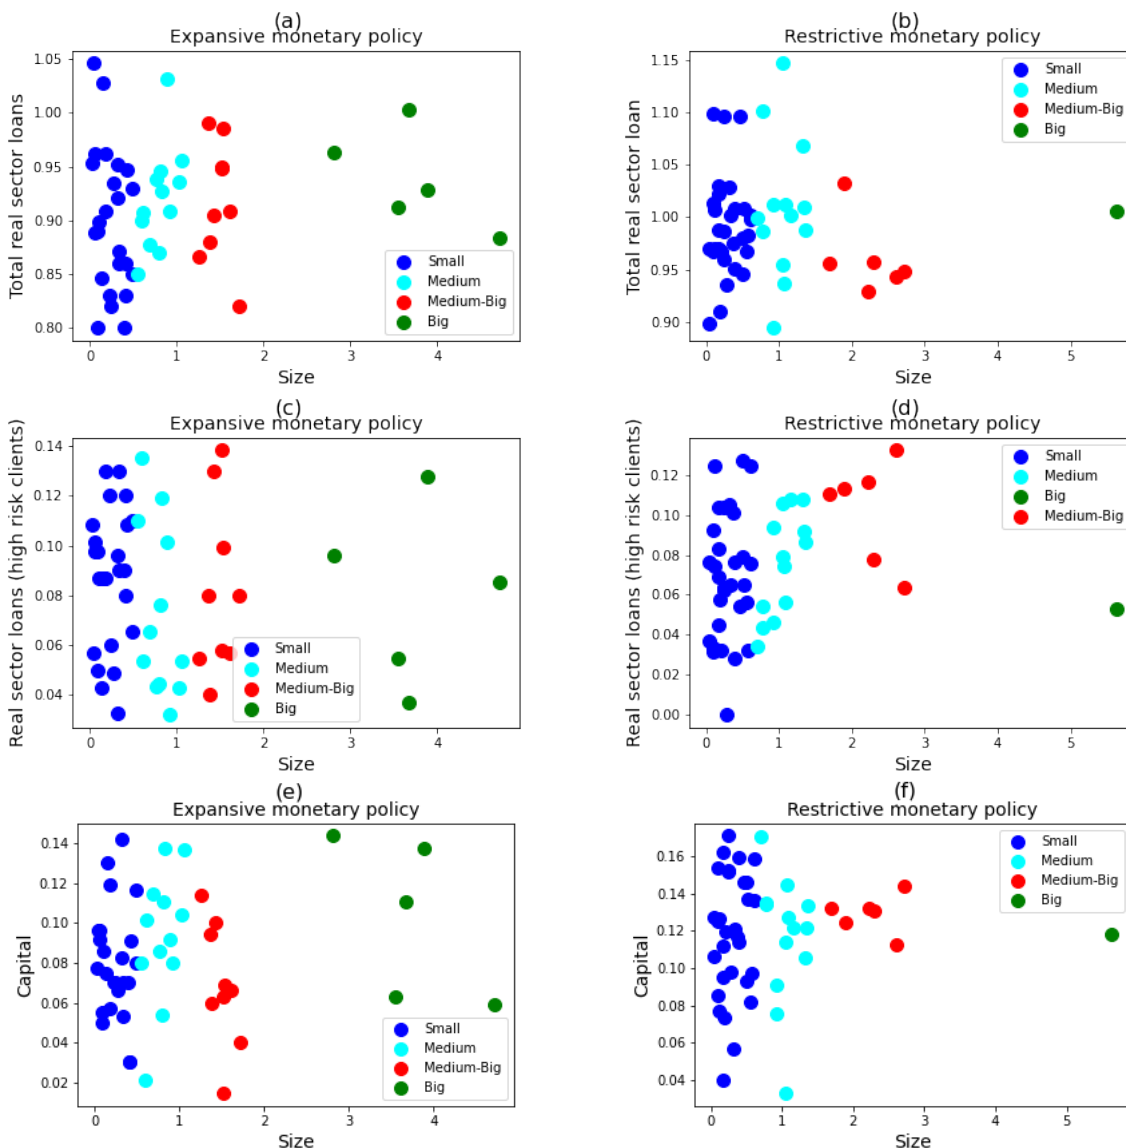 (a)
Expansive monetary policy
Total real sector loans
1.05
1.00
0.95
0.90
0.85
0.80
Small
Medium
Medium-Big
Big
0
1
2
3
4
Size
(b)
Restrictive monetary policy
Total real sector loan
1.15
1.10
1.05
1.00
0.95
0.90
Small
Medium
Medium-Big
Big
0
1
2
3
4
5
Size
(c)
Expansive monetary policy
Real sector loans (high risk clients)
0.14
0.12
0.10
0.08
0.06
0.04
Small
Medium
Medium-Big
Big
0
1
2
3
4
Size
(d)
Restrictive monetary policy
Real sector loans (high risk clients)
0.12
0.10
0.08
0.06
0.04
0.02
0.00
Small
Medium
Big
Medium-Big
0
1
2
3
4
5
Size
(e)
Expansive monetary policy
Capital
0.14
0.12
0.10
0.08
0.06
0.04
0.02
Small
Medium
Medium-Big
Big
0
1
2
3
4
Size
(f)
Restrictive monetary policy
Capital
0.16
0.14
0.12
0.10
0.08
0.06
0.04
Small
Medium
Medium-Big
Big
0
1
2
3
4
5
Size